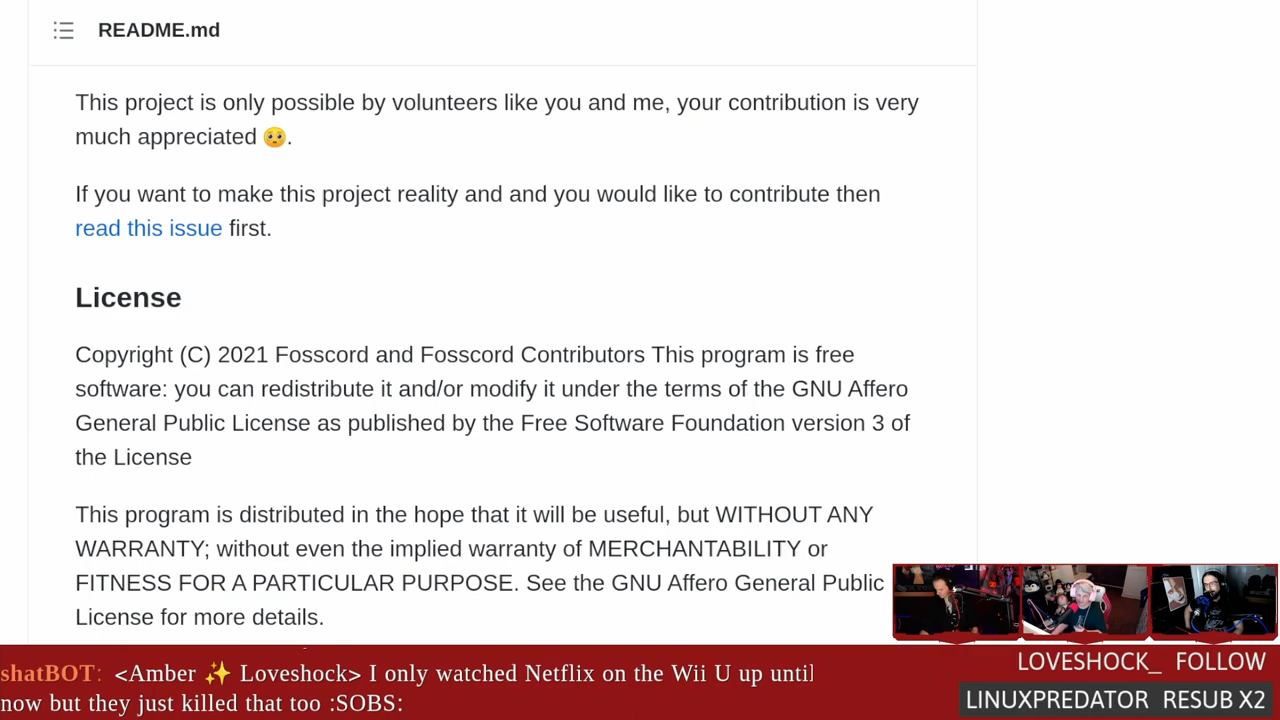 README.md
This project is only possible by volunteers like you and me, your contribution is very
much appreciated 🥺.
If you want to make this project reality and and you would like to contribute then
read this issue first.
License
Copyright (C) 2021 Fosscord and Fosscord Contributors This program is free
software: you can redistribute it and/or modify it under the terms of the GNU Affero
General Public License as published by the Free Software Foundation version 3 of
the License
This program is distributed in the hope that it will be useful, but WITHOUT ANY
WARRANTY; without even the implied warranty of MERCHANTABILITY or
FITNESS FOR A PARTICULAR PURPOSE. See the GNU Affero General Public
License for more details.
shatBOT: <Amber ✨ Loveshock> I only watched Netflix on the Wii U up until
now but they just killed that too :SOBS:
LOVESHOCK_ FOLLOW
LINUXPREDATOR RESUB X2